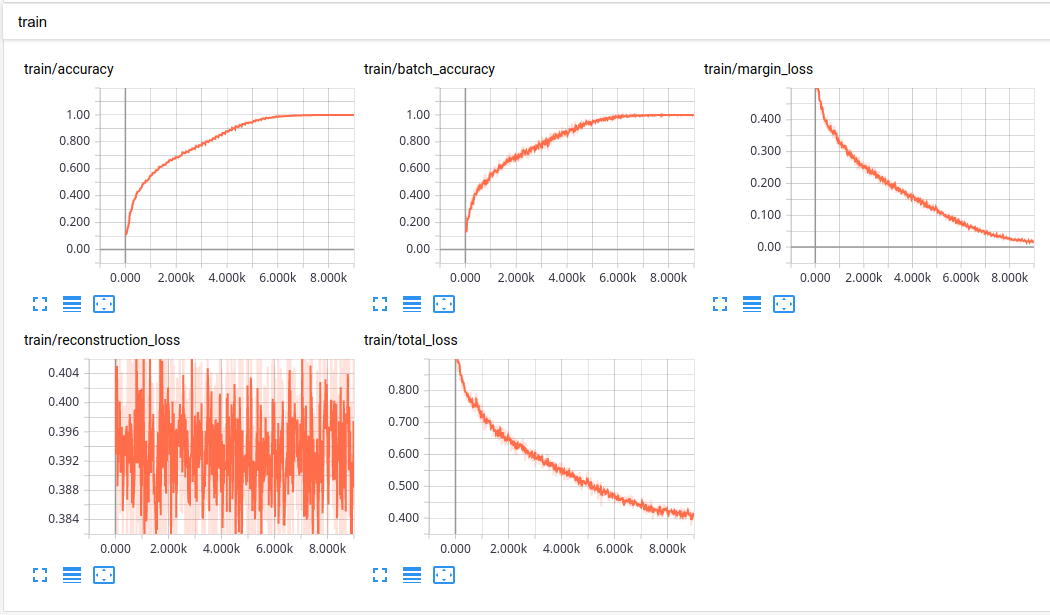 train
train/accuracy
train/batch_accuracy
train/margin_loss
1.00
0.800
0.600
0.400
0.200
0.00
0.000 2.000k 4.000k 6.000k 8.000k
1.00
0.800
0.600
0.400
0.200
0.00
0.000 2.000k 4.000k 6.000k 8.000k
0.400
0.300
0.200
0.100
0.00
0.000 2.000k 4.000k 6.000k 8.000k
train/reconstruction_loss
train/total_loss
0.404
0.400
0.396
0.392
0.388
0.384
0.000 2.000k 4.000k 6.000k 8.000k
0.800
0.700
0.600
0.500
0.400
0.000 2.000k 4.000k 6.000k 8.000k